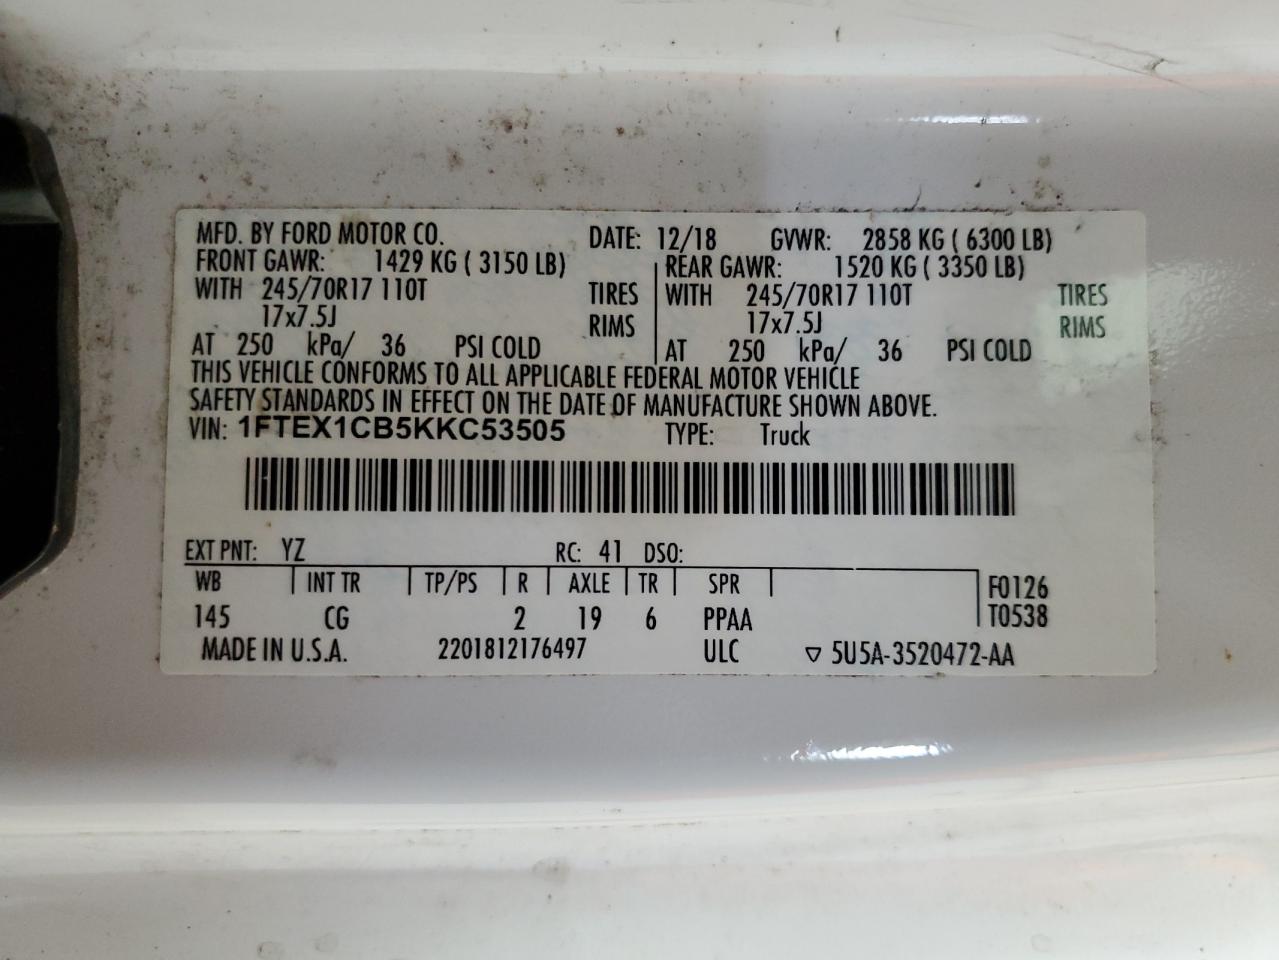 MFD. BY FORD MOTOR CO. DATE: 12/18 GVWR: 2858 KG ( 6300 LB)
FRONT GAWR: 1429 KG ( 3150 LB) REAR GAWR: 1520 KG ( 3350 LB)
WITH 245/70R17 110T TIRES WITH 245/70R17 110T TIRES
17x7.5J RIMS 17x7.5J RIMS
AT 250 kPa/ 36 PSI COLD AT 250 kPa/ 36 PSI COLD
THIS VEHICLE CONFORMS TO ALL APPLICABLE FEDERAL MOTOR VEHICLE
SAFETY STANDARDS IN EFFECT ON THE DATE OF MANUFACTURE SHOWN ABOVE.
VIN: 1FTEX1CB5KKC53505 TYPE: Truck
EXT PNT: YZ RC: 41 DSO:
WB INT TR TP/PS R AXLE TR SPR F0126
145 CG 2 19 6 PPAA T0538
MADE IN U.S.A. 2201812176497 ULC ▽ 5U5A-3520472-AA